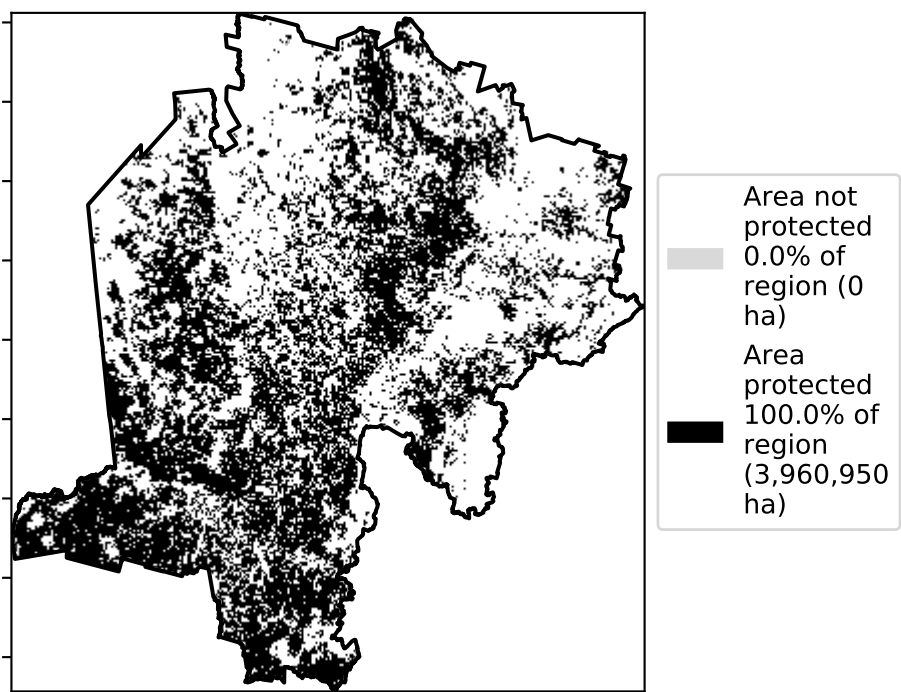 Area not
protected
0.0% of
region (0
ha)
Area
protected
100.0% of
region
(3,960,950
ha)